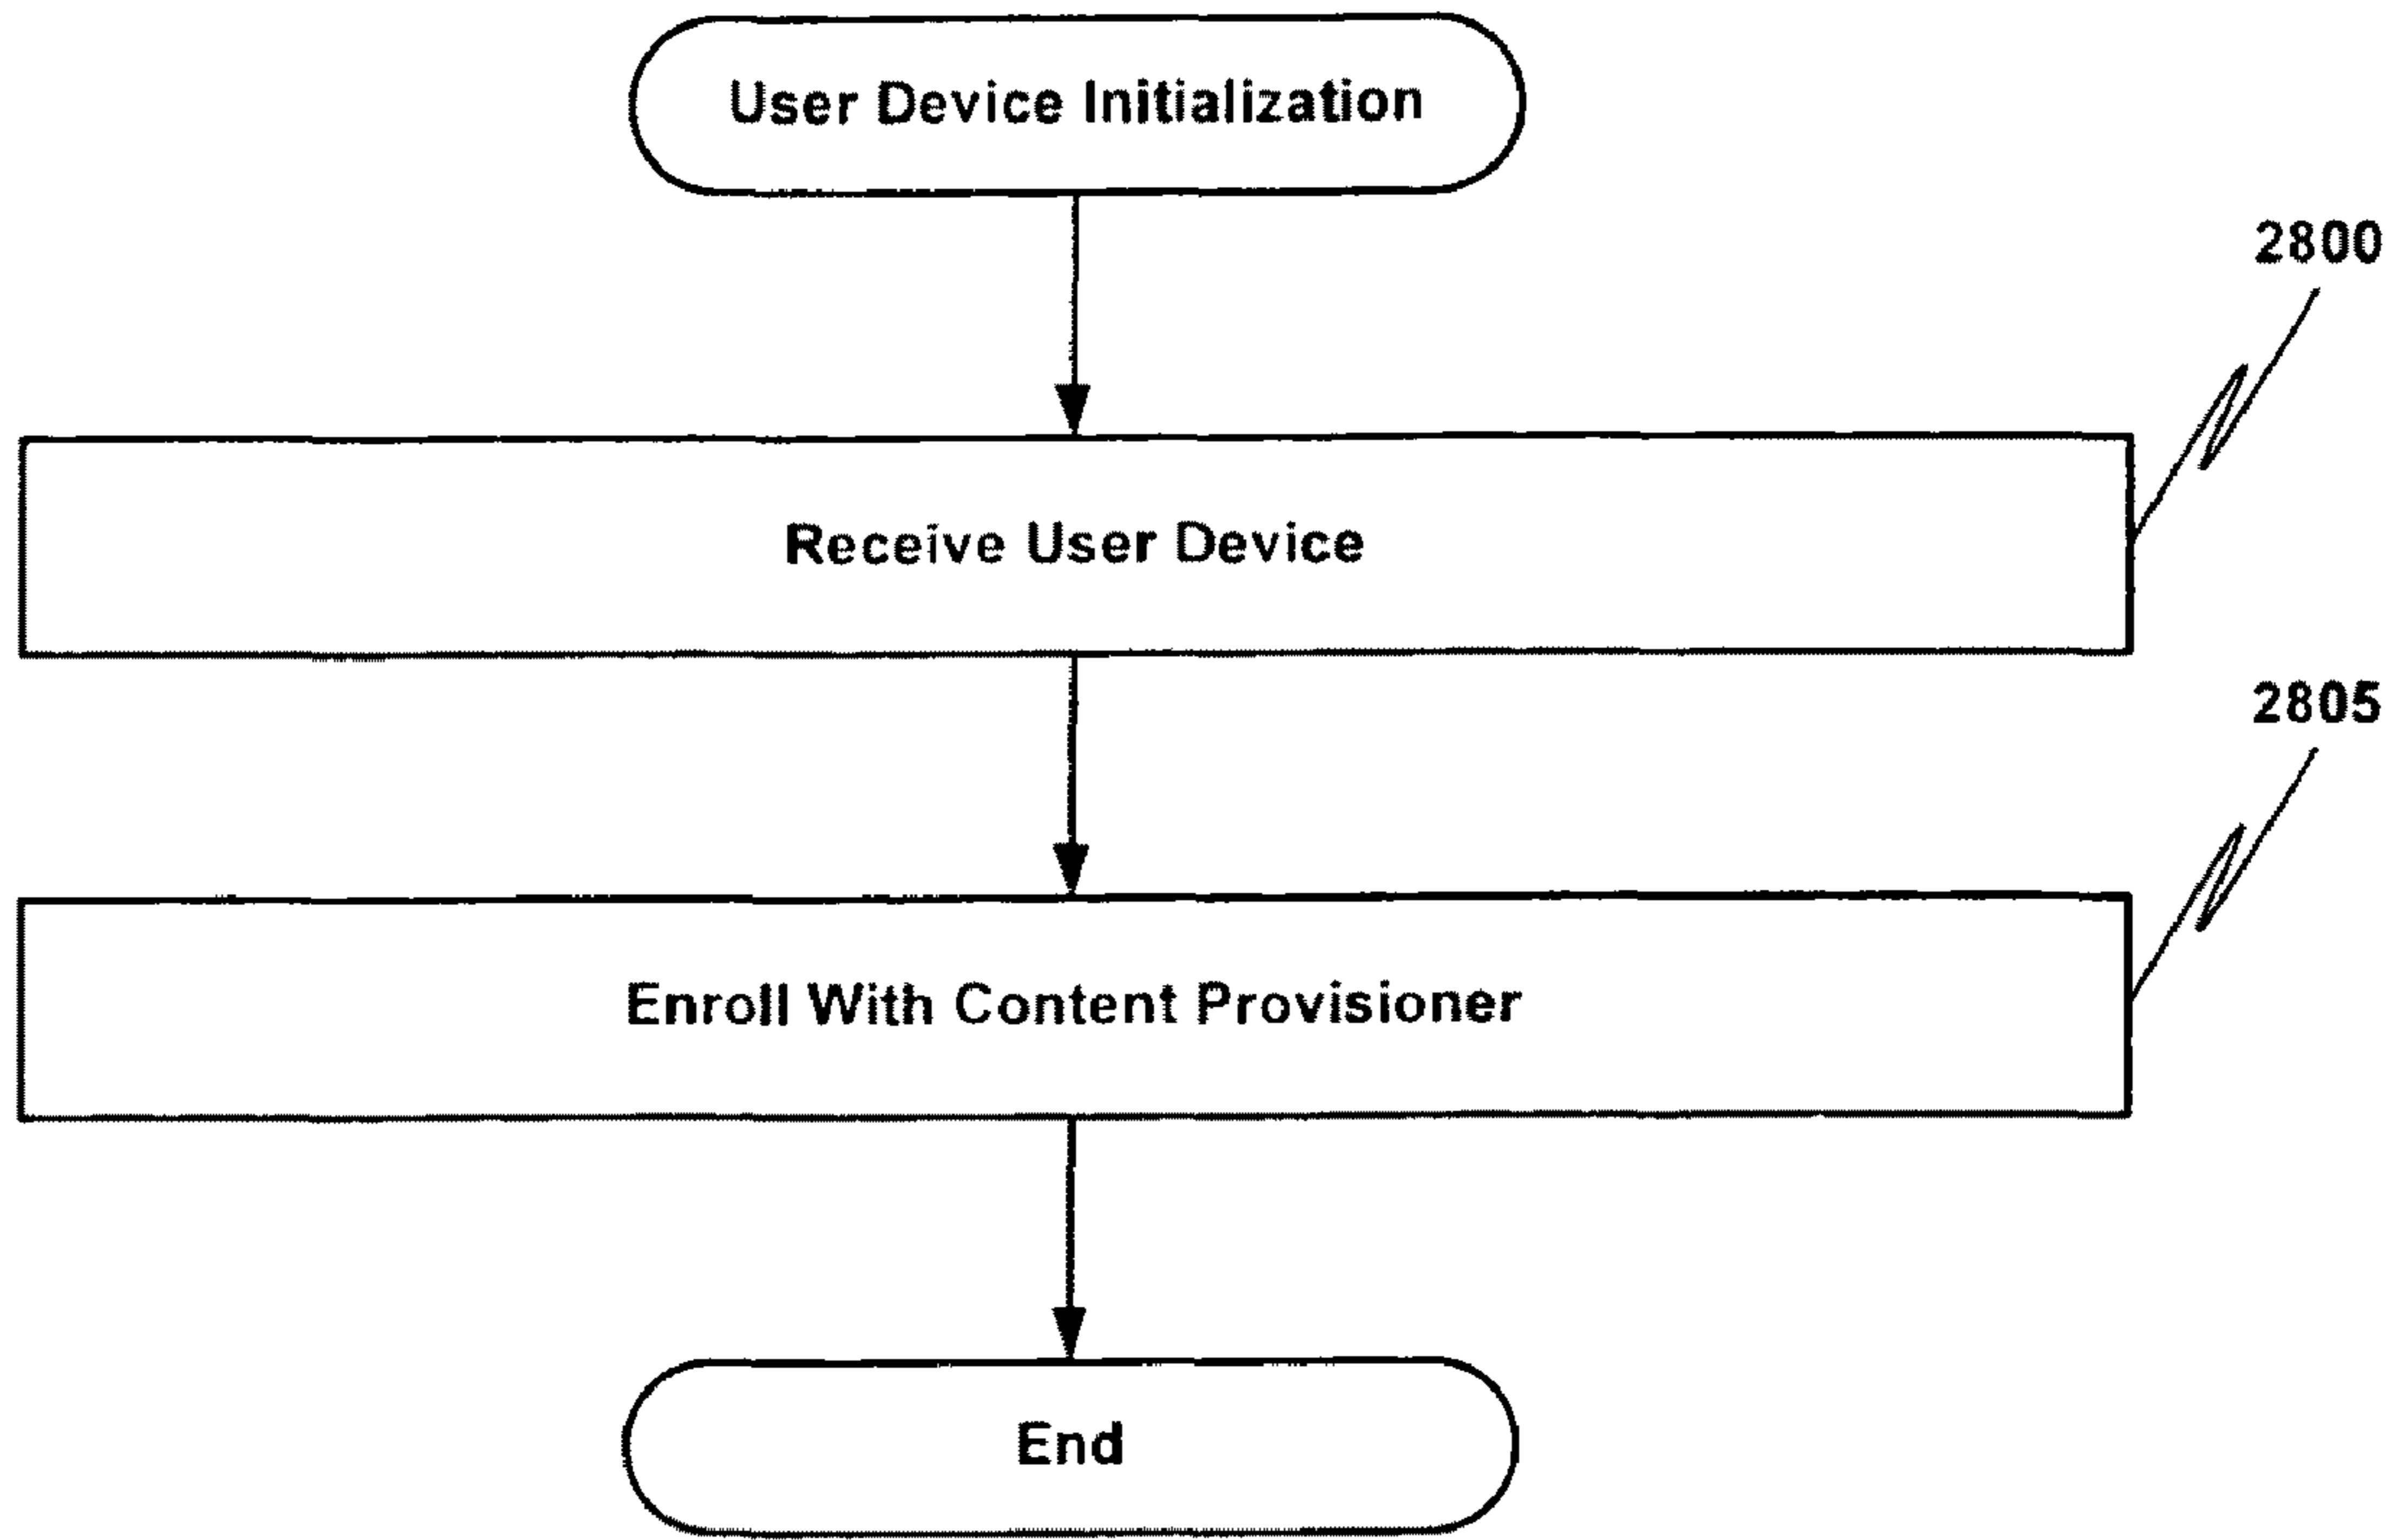 User Device Initialization
2800
Receive User Device
2805
Enroll With Content Provisioner
End